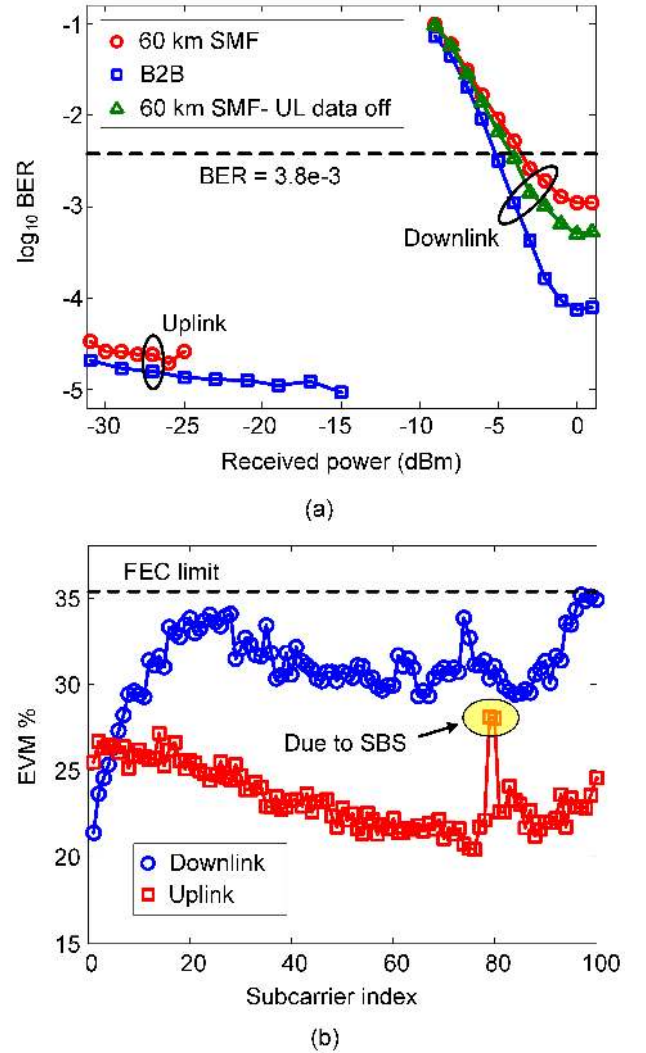 -1
60 km SMF
B2B
60 km SMF- UL data off
-2
BER = 3.8e-3
log10 BER
-3
Downlink
-4
Uplink
-5
-30 -25 -20 -15 -10 -5 0
Received power (dBm)
(a)
40
FEC limit
35
30
Due to SBS
EVM %
25
20
Downlink
Uplink
15
0 20 40 60 80 100
Subcarrier index
(b)